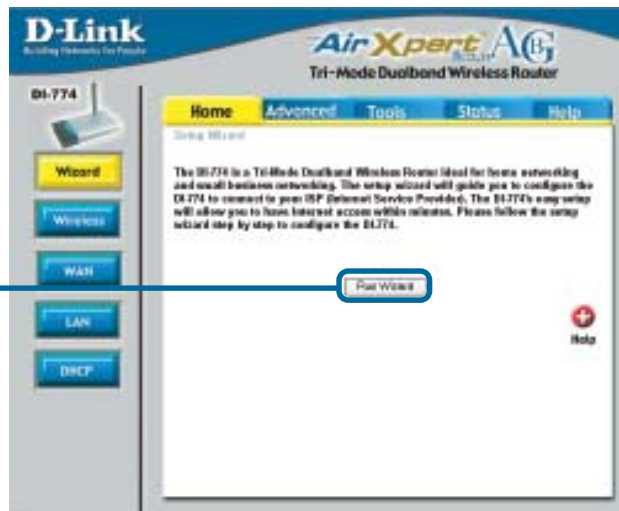 D-Link
Building Networks for People
Air Xpert ABG
Tri-Mode Dualband Wireless Router
DI-774
Home Advanced Tools Status Help
Setup Wizard
The DI-774 is a Tri-Mode Dualband Wireless Router ideal for home networking
and small business networking. The setup wizard will guide you to configure the
DI-774 to connect to your ISP (Internet Service Provider). The DI-774's easy setup
will allow you to have Internet access within minutes. Please follow the setup
wizard step by step to configure the DI-774.
Wizard
Wireless
WAN
LAN
DHCP
Run Wizard
Help